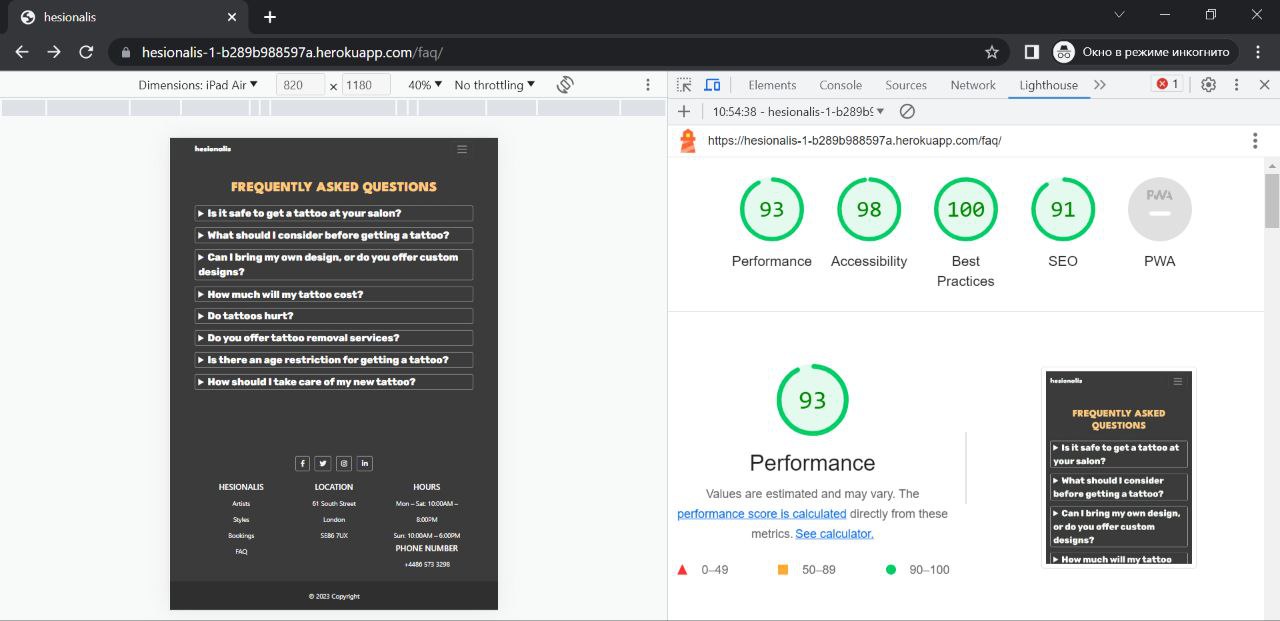 hesionalis
hesionalis-1-b289b988597a.herokuapp.com/faq/
Окно в режиме инкогнито
Dimensions: iPad Air
820 × 1180
40%
No throttling
Elements
Console
Sources
Network
Lighthouse
1
10:54:38 - hesionalis-1-b289b
https://hesionalis-1-b289b988597a.herokuapp.com/faq/
hesionalis
FREQUENTLY ASKED QUESTIONS
Is it safe to get a tattoo at your salon?
What should I consider before getting a tattoo?
Can I bring my own design, or do you offer custom
designs?
How much will my tattoo cost?
Do tattoos hurt?
Do you offer tattoo removal services?
Is there an age restriction for getting a tattoo?
How should I take care of my new tattoo?
HESIONALIS
Artists
Styles
Bookings
FAQ
LOCATION
61 South Street
London
SE86 7UX
HOURS
Mon – Sat: 10:00AM –
8:00PM
Sun: 10:00AM – 6:00PM
PHONE NUMBER
+4486 573 3298
© 2023 Copyright
93
Performance
98
Accessibility
100
Best
Practices
91
SEO
PWA
PWA
93
Performance
Values are estimated and may vary. The
performance score is calculated directly from these
metrics. See calculator.
0–49
50–89
90–100
hesionalis
FREQUENTLY ASKED
QUESTIONS
Is it safe to get a tattoo at
your salon?
What should I consider
before getting a tattoo?
Can I bring my own design,
or do you offer custom
designs?
How much will my tattoo